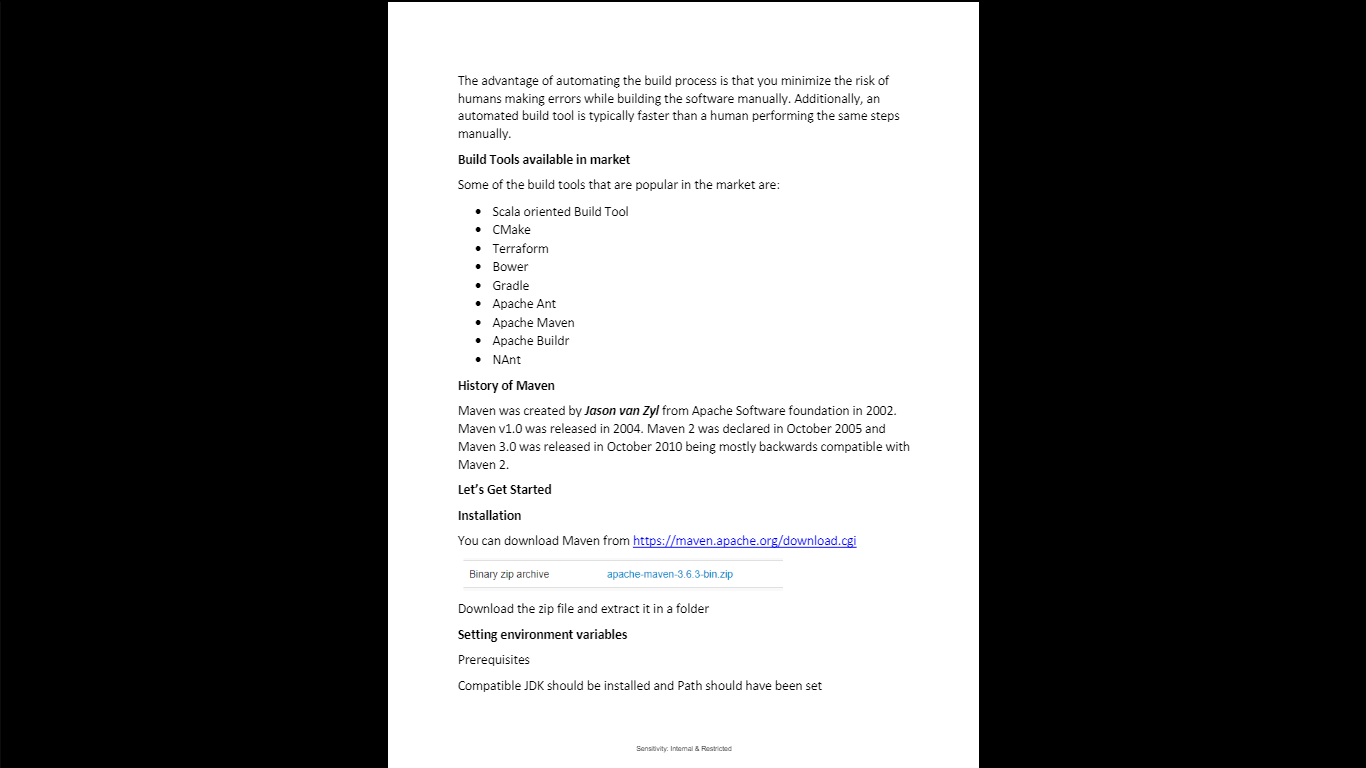 The advantage of automating the build process is that you minimize the risk of
humans making errors while building the software manually. Additionally, an
automated build tool is typically faster than a human performing the same steps
manually.
Build Tools available in market
Some of the build tools that are popular in the market are:
• Scala oriented Build Tool
• CMake
• Terraform
• Bower
• Gradle
• Apache Ant
• Apache Maven
• Apache Buildr
• NAnt
History of Maven
Maven was created by Jason van Zyl from Apache Software foundation in 2002.
Maven v1.0 was released in 2004. Maven 2 was declared in October 2005 and
Maven 3.0 was released in October 2010 being mostly backwards compatible with
Maven 2.
Let’s Get Started
Installation
You can download Maven from https://maven.apache.org/download.cgi
Binary zip archive apache-maven-3.6.3-bin.zip
Download the zip file and extract it in a folder
Setting environment variables
Prerequisites
Compatible JDK should be installed and Path should have been set
Sensitivity: Internal & Restricted